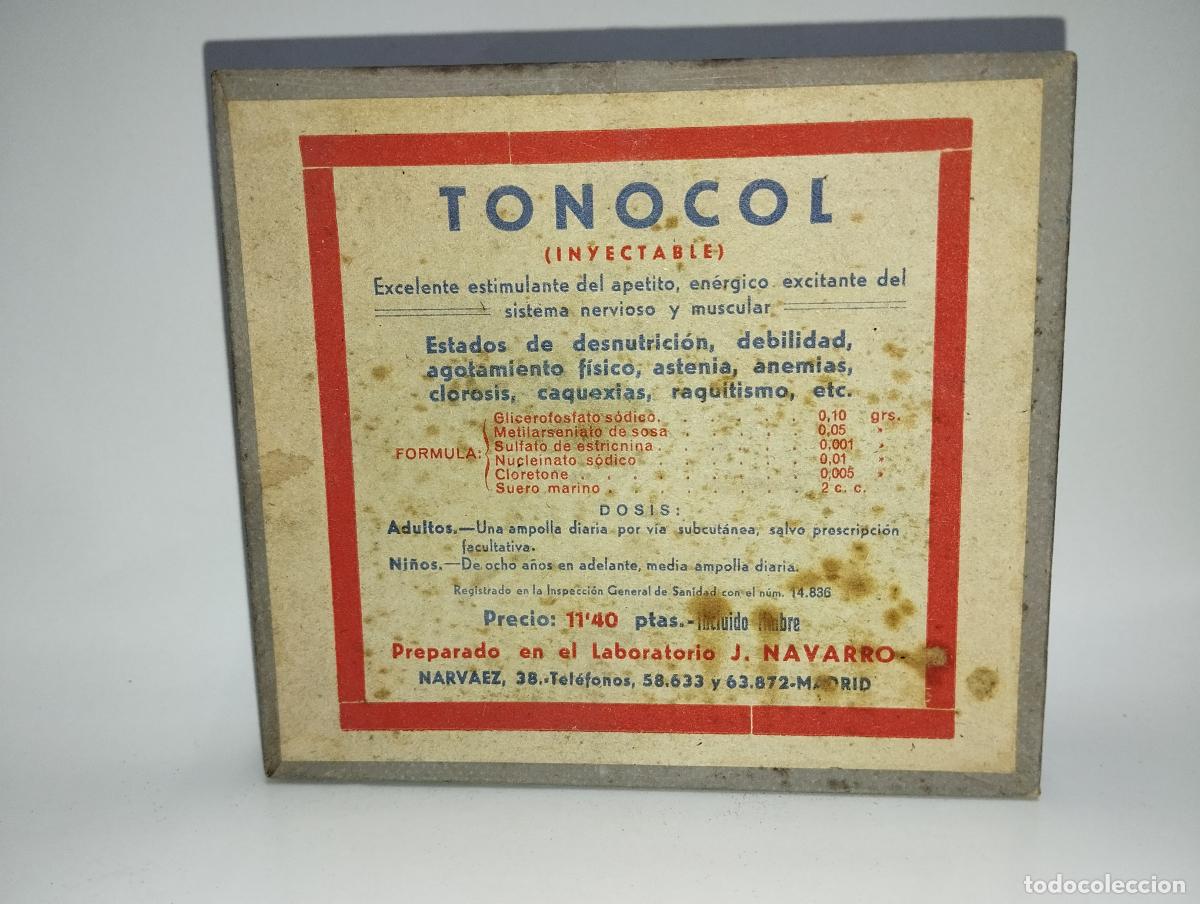 TONOCOL
(INYECTABLE)
Excelente estimulante del apetito, enérgico excitante del
sistema nervioso y muscular
Estados de desnutrición, debilidad,
agotamiento físico, astenia, anemias,
clorosis, caquexias, raquitismo, etc.
FORMULA:
Glicerofosfato sódico. . . . . . 0,10 grs.
Metilarseniato de sosa . . . . . 0,05 »
Sulfato de estricnina . . . . . . 0,001 »
Nucleinato sódico . . . . . . 0,01 »
Cloretone . . . . . . . . 0,005 »
Suero marino . . . . . . . 2 c. c.
DOSIS:
Adultos.—Una ampolla diaria por vía subcutánea, salvo prescripción
facultativa.
Niños.—De ocho años en adelante, media ampolla diaria.
Registrado en la Inspección General de Sanidad con el núm. 14.836
Precio: 11'40 ptas.-Incluido timbre
Preparado en el Laboratorio J. NAVARRO-
NARVAEZ, 38.-Teléfonos, 58.633 y 63.872-MADRID
todocoleccion